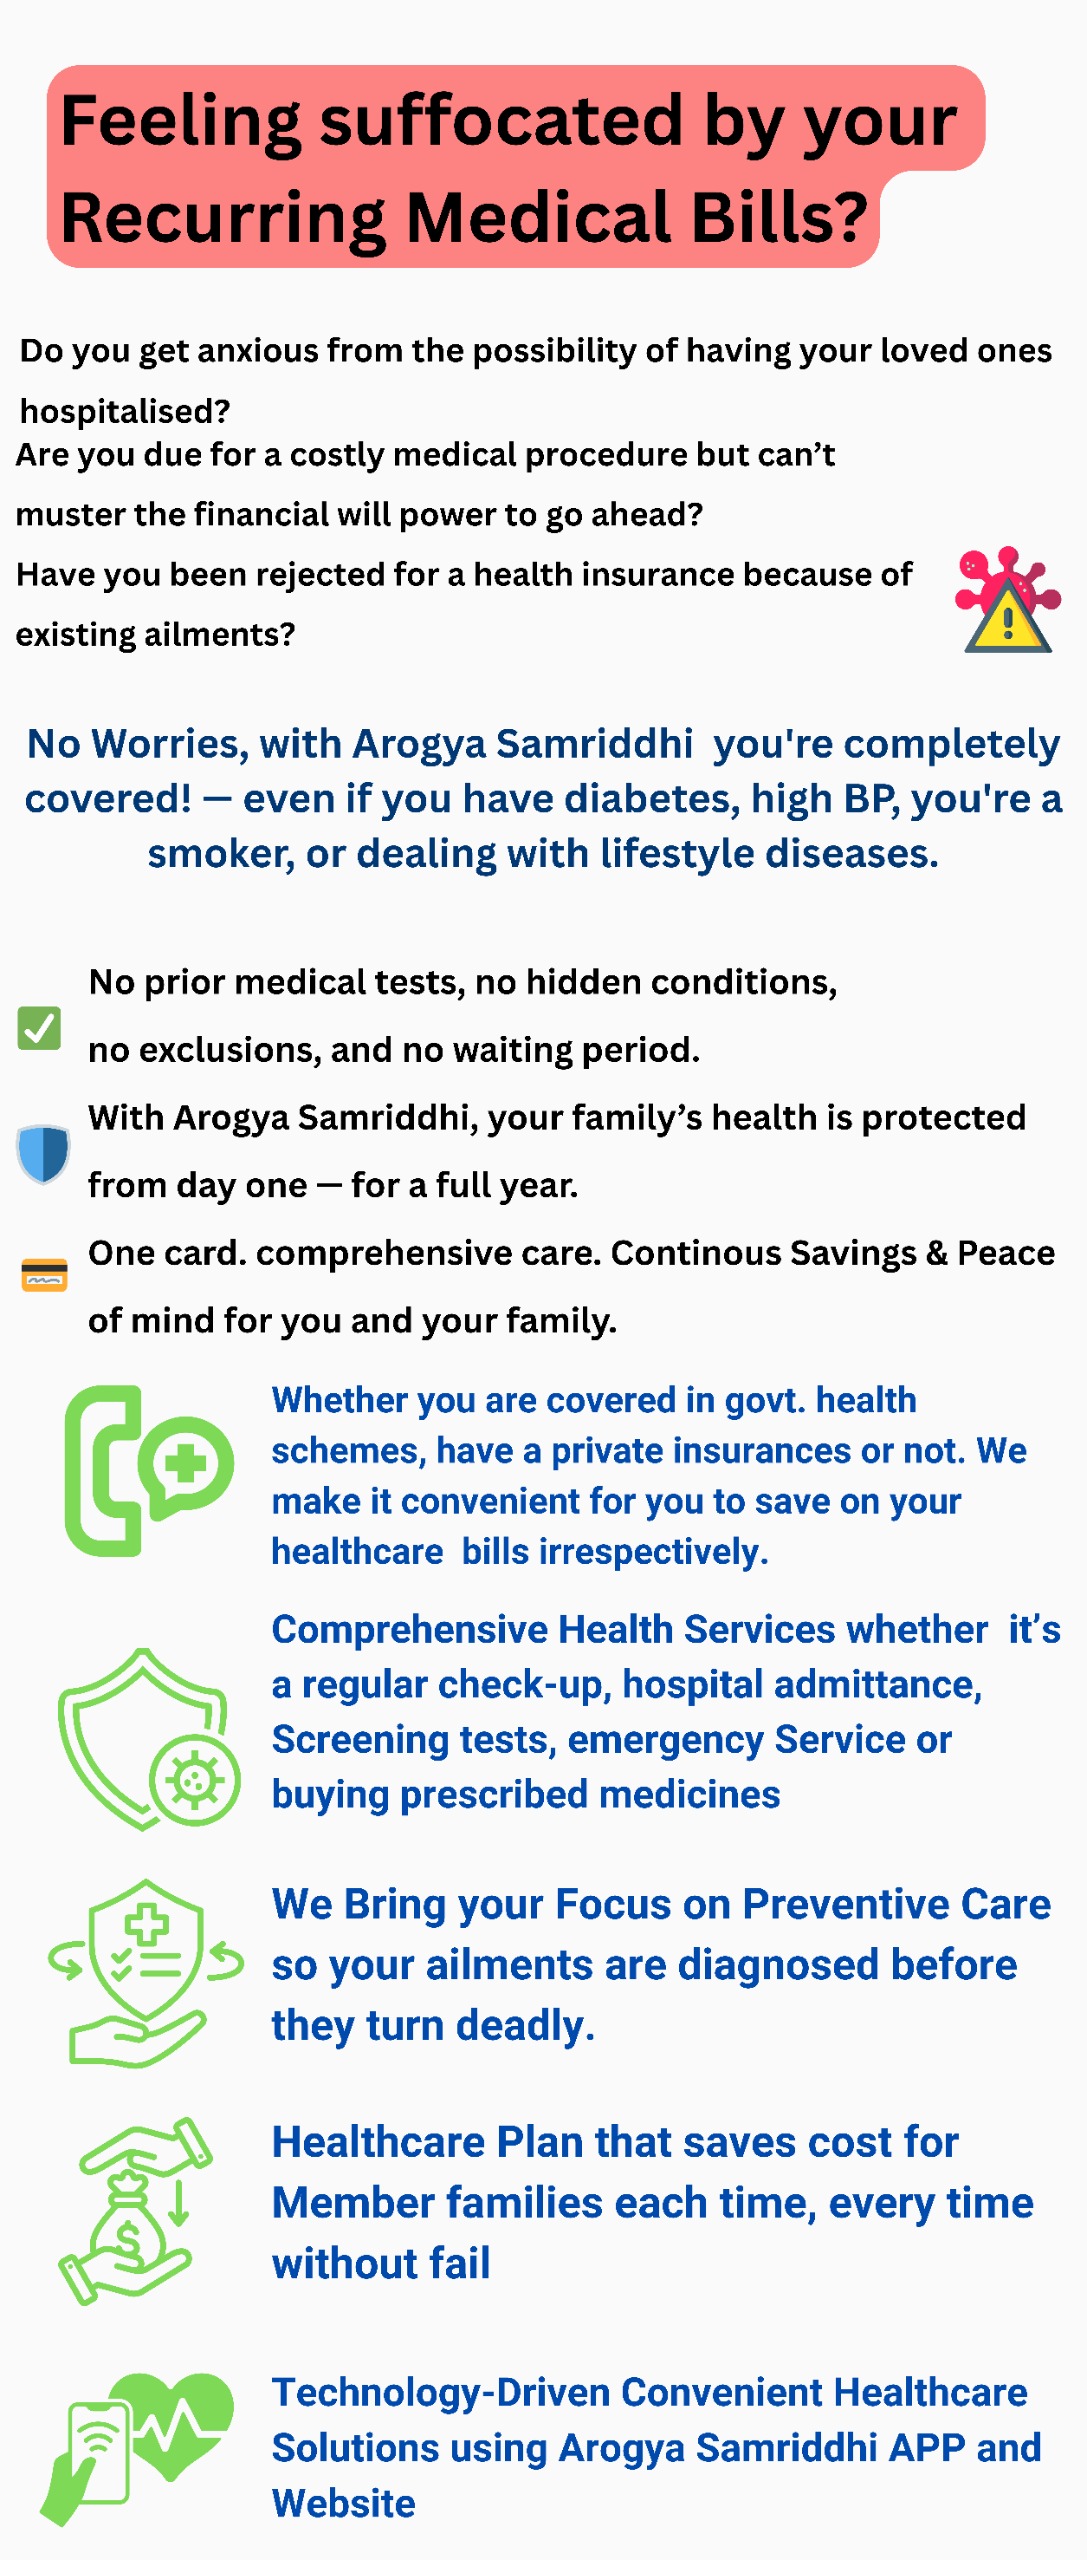 Feeling suffocated by your
Recurring Medical Bills?
Do you get anxious from the possibility of having your loved ones
hospitalised?
Are you due for a costly medical procedure but can’t
muster the financial will power to go ahead?
Have you been rejected for a health insurance because of
existing ailments?
No Worries, with Arogya Samriddhi  you're completely
covered! — even if you have diabetes, high BP, you're a
smoker, or dealing with lifestyle diseases.
No prior medical tests, no hidden conditions,
no exclusions, and no waiting period.
With Arogya Samriddhi, your family’s health is protected
from day one — for a full year.
One card. comprehensive care. Continous Savings & Peace
of mind for you and your family.
Whether you are covered in govt. health
schemes, have a private insurances or not. We
make it convenient for you to save on your
healthcare  bills irrespectively.
Comprehensive Health Services whether  it’s
a regular check-up, hospital admittance,
Screening tests, emergency Service or
buying prescribed medicines
We Bring your Focus on Preventive Care
so your ailments are diagnosed before
they turn deadly.
Healthcare Plan that saves cost for
Member families each time, every time
without fail
Technology-Driven Convenient Healthcare
Solutions using Arogya Samriddhi APP and
Website